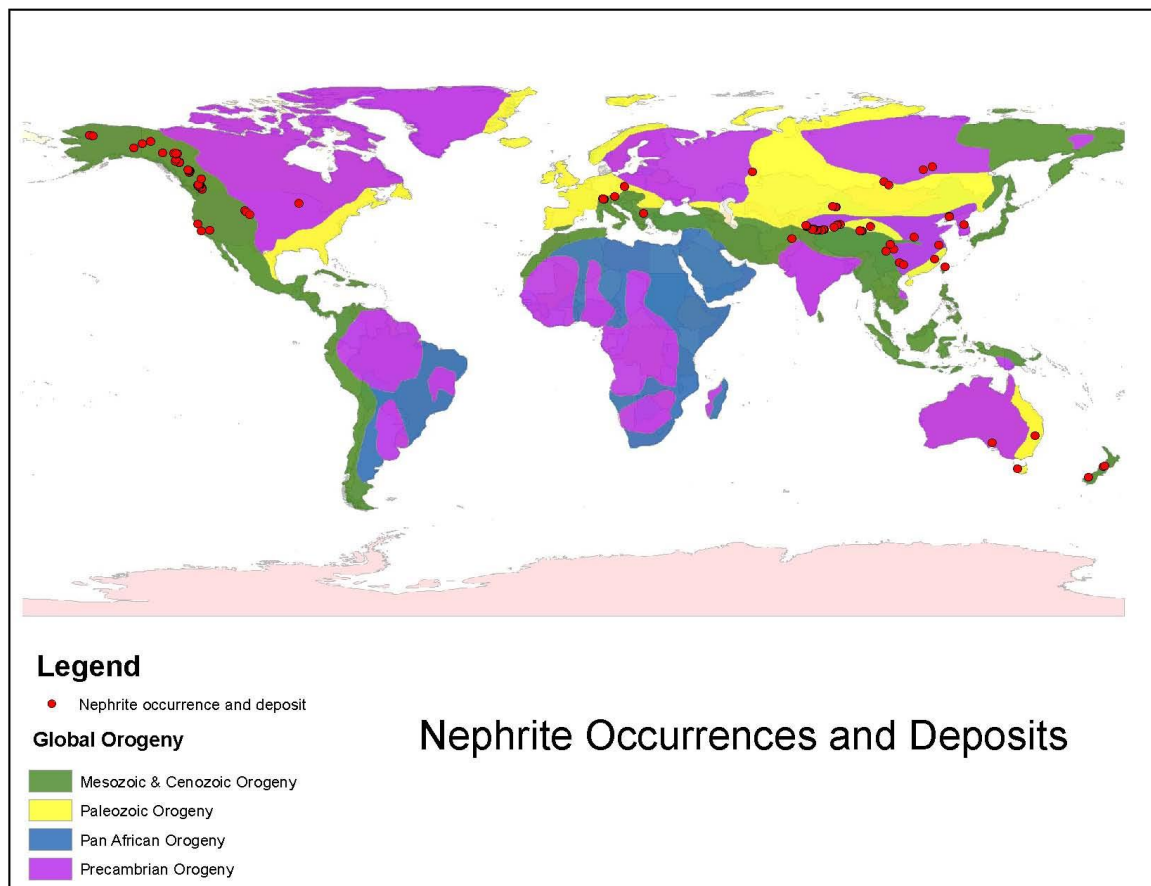 Legend
Nephrite occurrence and deposit
Global Orogeny
Nephrite Occurrences and Deposits
Mesozoic & Cenozoic Orogeny
Paleozoic Orogeny
Pan African Orogeny
Precambrian Orogeny